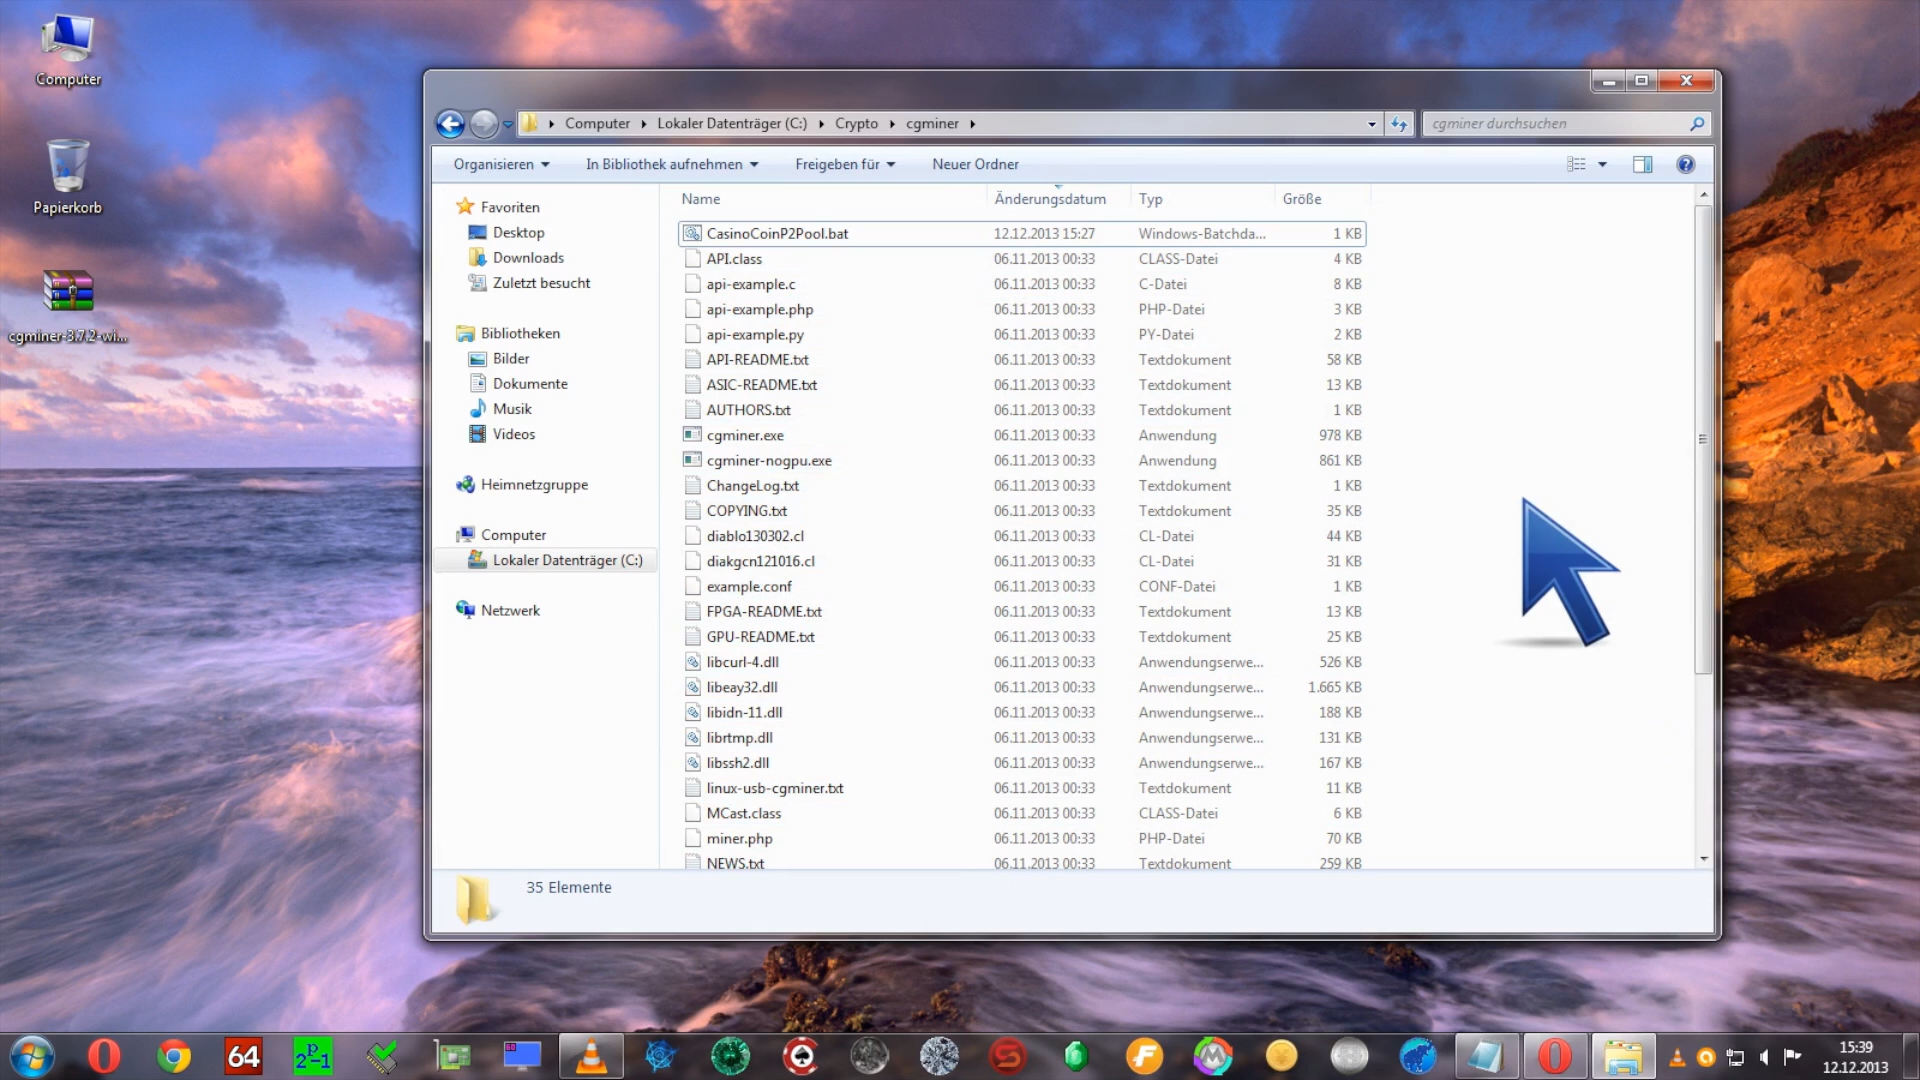 Computer
Papierkorb
cgminer-3.7.2-wi...
Computer
Lokaler Datenträger (C:)
Crypto
cgminer
cgminer durchsuchen
Organisieren
In Bibliothek aufnehmen
Freigeben für
Neuer Ordner
Favoriten
Desktop
Downloads
Zuletzt besucht
Bibliotheken
Bilder
Dokumente
Musik
Videos
Heimnetzgruppe
Computer
Lokaler Datenträger (C:)
Netzwerk
Name Änderungsdatum Typ Größe
CasinoCoinP2Pool.bat 12.12.2013 15:27 Windows-Batchda... 1 KB
API.class 06.11.2013 00:33 CLASS-Datei 4 KB
api-example.c 06.11.2013 00:33 C-Datei 8 KB
api-example.php 06.11.2013 00:33 PHP-Datei 3 KB
api-example.py 06.11.2013 00:33 PY-Datei 2 KB
API-README.txt 06.11.2013 00:33 Textdokument 58 KB
ASIC-README.txt 06.11.2013 00:33 Textdokument 13 KB
AUTHORS.txt 06.11.2013 00:33 Textdokument 1 KB
cgminer.exe 06.11.2013 00:33 Anwendung 978 KB
cgminer-nogpu.exe 06.11.2013 00:33 Anwendung 861 KB
ChangeLog.txt 06.11.2013 00:33 Textdokument 1 KB
COPYING.txt 06.11.2013 00:33 Textdokument 35 KB
diablo130302.cl 06.11.2013 00:33 CL-Datei 44 KB
diakgcn121016.cl 06.11.2013 00:33 CL-Datei 31 KB
example.conf 06.11.2013 00:33 CONF-Datei 1 KB
FPGA-README.txt 06.11.2013 00:33 Textdokument 13 KB
GPU-README.txt 06.11.2013 00:33 Textdokument 25 KB
libcurl-4.dll 06.11.2013 00:33 Anwendungserwe... 526 KB
libeay32.dll 06.11.2013 00:33 Anwendungserwe... 1.665 KB
libidn-11.dll 06.11.2013 00:33 Anwendungserwe... 188 KB
librtmp.dll 06.11.2013 00:33 Anwendungserwe... 131 KB
libssh2.dll 06.11.2013 00:33 Anwendungserwe... 167 KB
linux-usb-cgminer.txt 06.11.2013 00:33 Textdokument 11 KB
MCast.class 06.11.2013 00:33 CLASS-Datei 6 KB
miner.php 06.11.2013 00:33 PHP-Datei 70 KB
NEWS.txt 06.11.2013 00:33 Textdokument 259 KB
35 Elemente
64
2P-1
15:39
12.12.2013